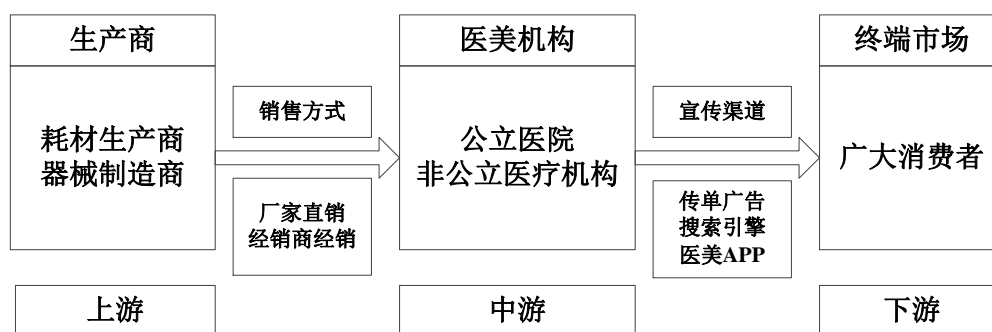 生产商
医美机构
终端市场
耗材生产商
器械制造商
销售方式
厂家直销
经销商经销
公立医院
非公立医疗机构
宣传渠道
传单广告
搜索引擎
医美APP
广大消费者
上游
中游
下游